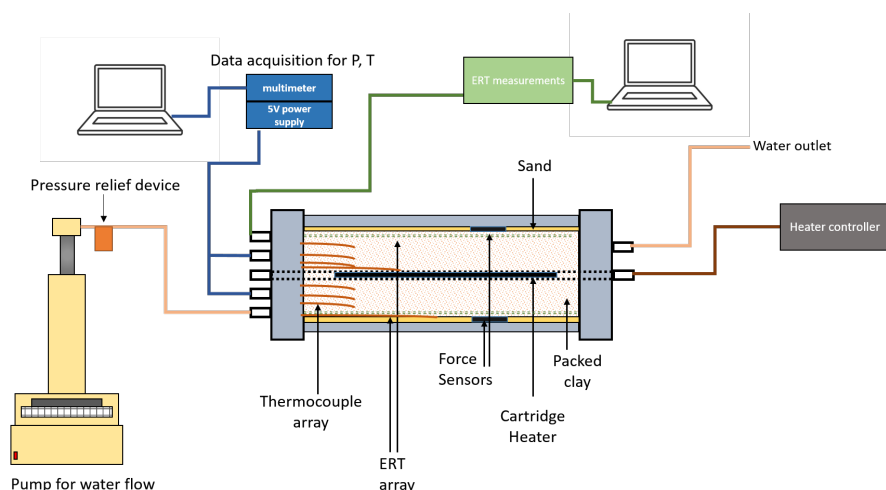 Data acquisition for P, T
multimeter
5V power
supply
ERT measurements
Water outlet
Pressure relief device
Sand
Heater controller
Force
Sensors
Packed
clay
Thermocouple
array
Cartridge
Heater
ERT
array
Pump for water flow